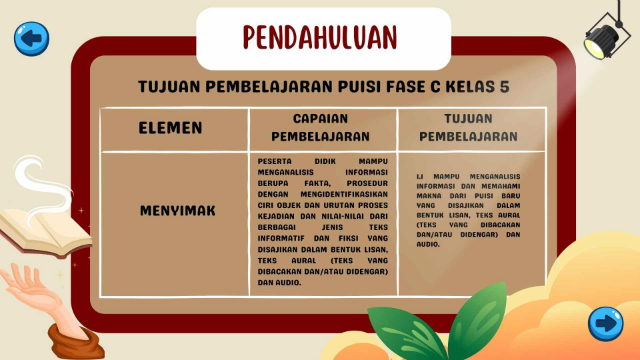 PENDAHULUAN
TUJUAN PEMBELAJARAN PUISI FASE C KELAS 5
ELEMEN
CAPAIAN
PEMBELAJARAN
TUJUAN
PEMBELAJARAN
MENYIMAK
PESERTA DIDIK MAMPU
MENGANALISIS INFORMASI
BERUPA FAKTA, PROSEDUR
DENGAN MENGIDENTIFIKASIKAN
CIRI OBJEK DAN URUTAN PROSES
KEJADIAN DAN NILAI-NILAI DARI
BERBAGAI JENIS TEKS
INFORMATIF DAN FIKSI YANG
DISAJIKAN DALAM BENTUK LISAN,
TEKS AURAL (TEKS YANG
DIBACAKAN DAN/ATAU DIDENGAR)
DAN AUDIO.
1.1 MAMPU MENGANALISIS
INFORMASI DAN MEMAHAMI
MAKNA DARI PUISI BARU
YANG DISAJIKAN DALAM
BENTUK LISAN, TEKS AURAL
(TEKS YANG DIBACAKAN
DAN/ATAU DIDENGAR) DAN
AUDIO.